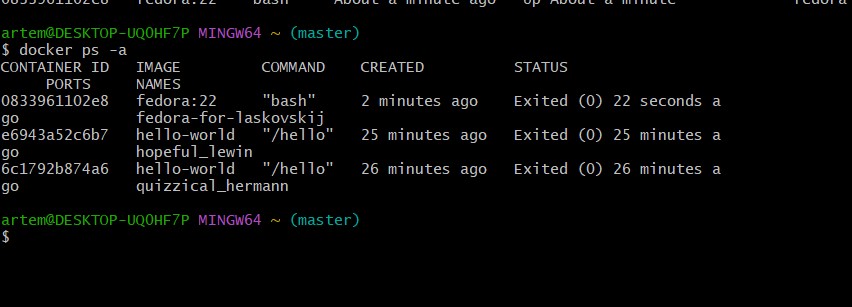 fedora:22 bash About a minute ago Up About a minute fedora
artem@DESKTOP-UQ0HF7P MINGW64 ~ (master)
$ docker ps -a
CONTAINER ID   IMAGE         COMMAND    CREATED          STATUS
     PORTS     NAMES
0833961102e8   fedora:22     "bash"     2 minutes ago    Exited (0) 22 seconds a
go             fedora-for-laskovskij
e6943a52c6b7   hello-world   "/hello"   25 minutes ago   Exited (0) 25 minutes a
go             hopeful_lewin
6c1792b874a6   hello-world   "/hello"   26 minutes ago   Exited (0) 26 minutes a
go             quizzical_hermann
artem@DESKTOP-UQ0HF7P MINGW64 ~ (master)
$